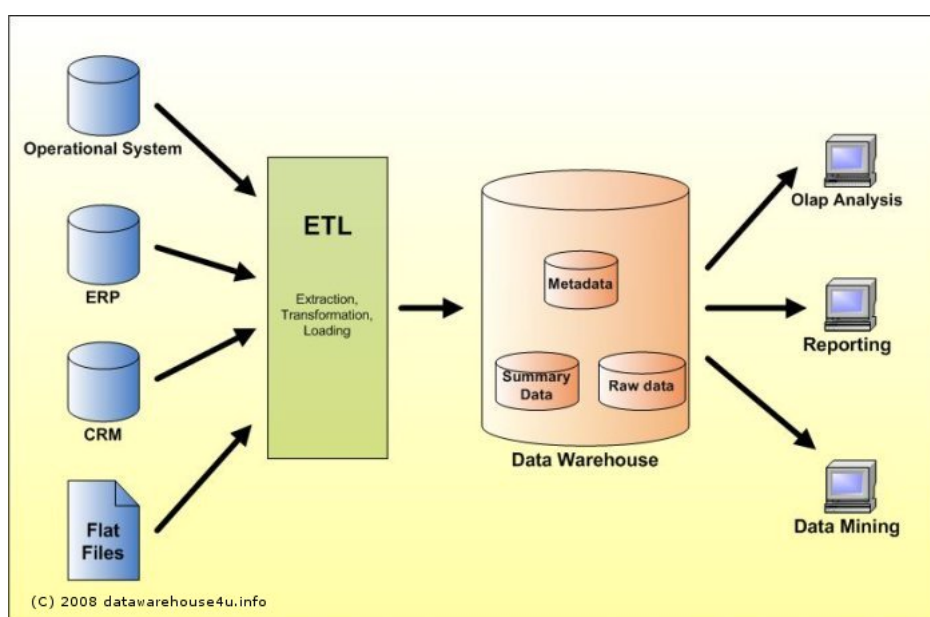 Operational System
ERP
CRM
Flat
Files
ETL
Extraction,
Transformation,
Loading
Metadata
Summary
Data
Raw data
Data Warehouse
Olap Analysis
Reporting
Data Mining
(C) 2008 datawarehouse4u.info